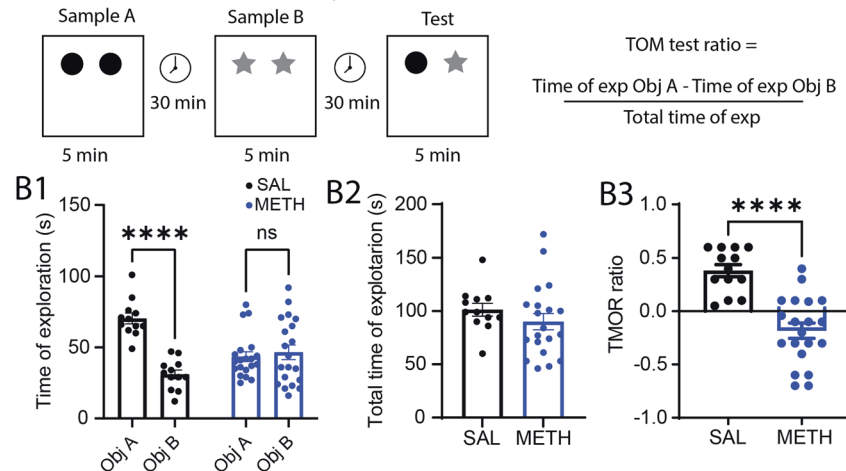 Sample A
Sample B
Test
30 min
30 min
5 min
5 min
5 min
TOM test ratio =
Time of exp Obj A - Time of exp Obj B
Total time of exp
B1
SAL
METH
Time of exploration (s)
150
100
50
0
****
ns
Obj A
Obj B
Obj A
Obj B
B2
Total time of explotarion (s)
200
150
100
50
0
SAL
METH
B3
TMOR ratio
1.0
0.5
0.0
-0.5
-1.0
****
SAL
METH